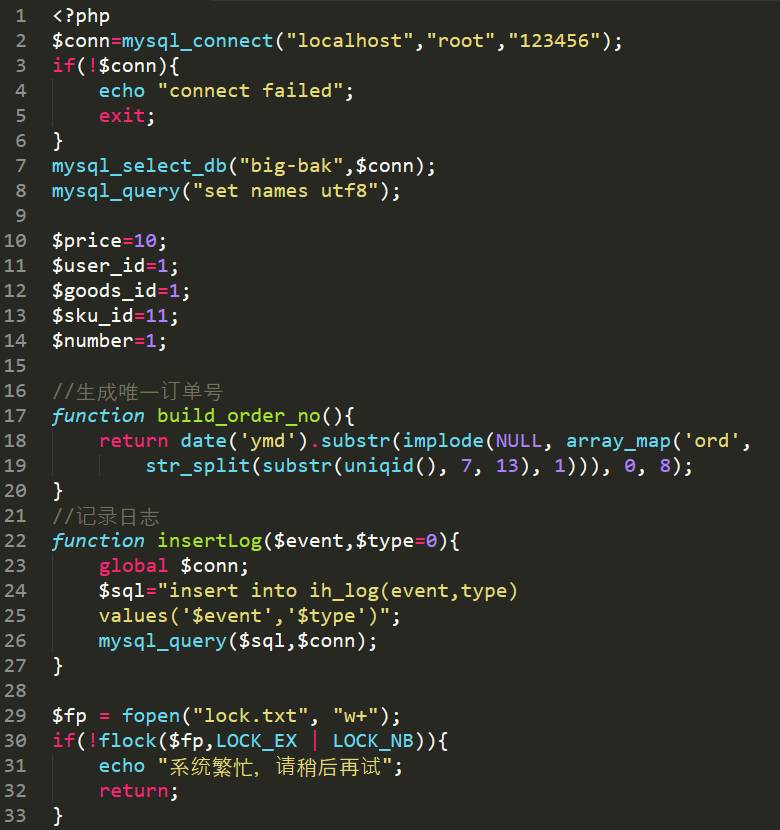 1 <?php
2 $conn=mysql_connect("localhost","root","123456");
3 if(!$conn){
4     echo "connect failed";
5     exit;
6 }
7 mysql_select_db("big-bak",$conn);
8 mysql_query("set names utf8");
9
10 $price=10;
11 $user_id=1;
12 $goods_id=1;
13 $sku_id=11;
14 $number=1;
15
16 //生成唯一订单号
17 function build_order_no(){
18     return date('ymd').substr(implode(NULL, array_map('ord',
19         str_split(substr(uniqid(), 7, 13), 1))), 0, 8);
20 }
21 //记录日志
22 function insertLog($event,$type=0){
23     global $conn;
24     $sql="insert into ih_log(event,type)
25     values('$event','$type')";
26     mysql_query($sql,$conn);
27 }
28
29 $fp = fopen("lock.txt", "w+");
30 if(!flock($fp,LOCK_EX | LOCK_NB)){
31     echo "系统繁忙，请稍后再试";
32     return;
33 }